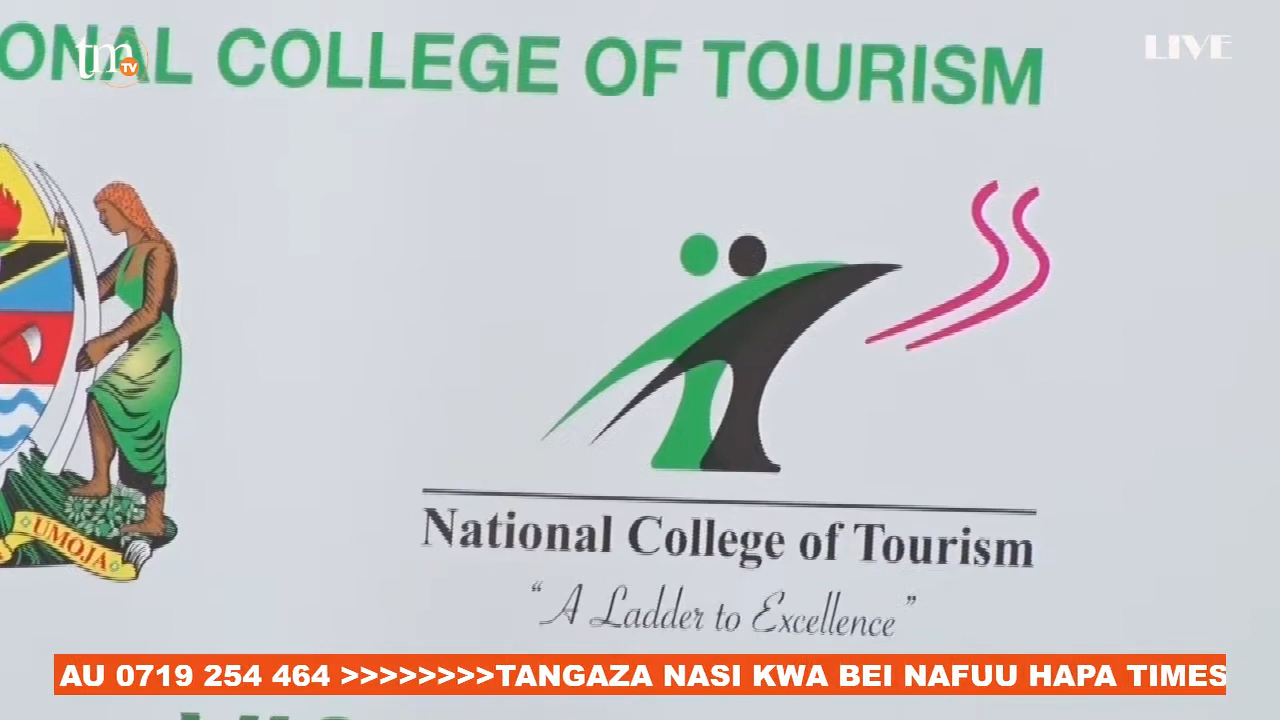 ONAL COLLEGE OF TOURISM
tm TV
LIVE
UMOJA
National College of Tourism
“A Ladder to Excellence”
AU 0719 254 464 >>>>>>>>TANGAZA NASI KWA BEI NAFUU HAPA TIMES